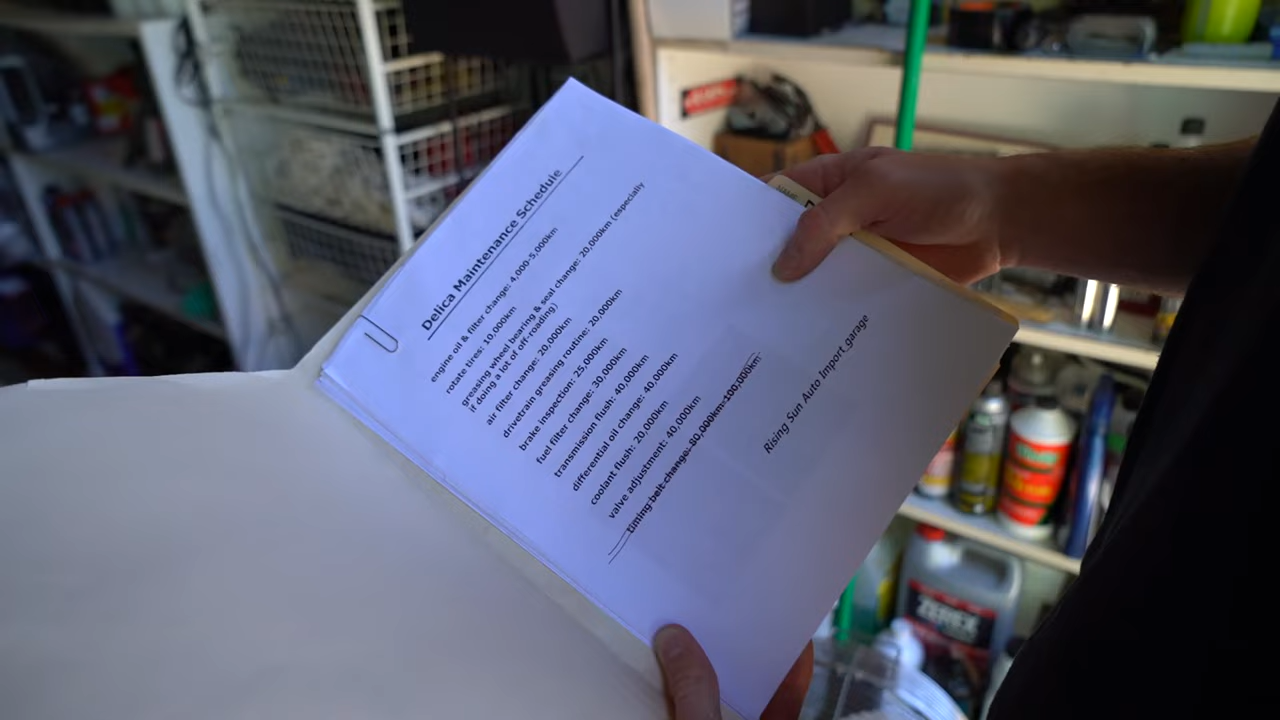 Delica Maintenance Schedule
engine oil & filter change: 4,000-5,000km
rotate tires: 10,000km
greasing wheel bearing & seal change: 20,000km (especially
if doing a lot of off-roading)
air filter change: 20,000km
drivetrain greasing routine: 20,000km
brake inspection: 25,000km
fuel filter change: 30,000km
transmission flush: 40,000km
differential oil change: 40,000km
coolant flush: 20,000km
valve adjustment: 40,000km
timing belt change: 80,000km-100,000km
Rising Sun Auto Import_garage
ZEREX